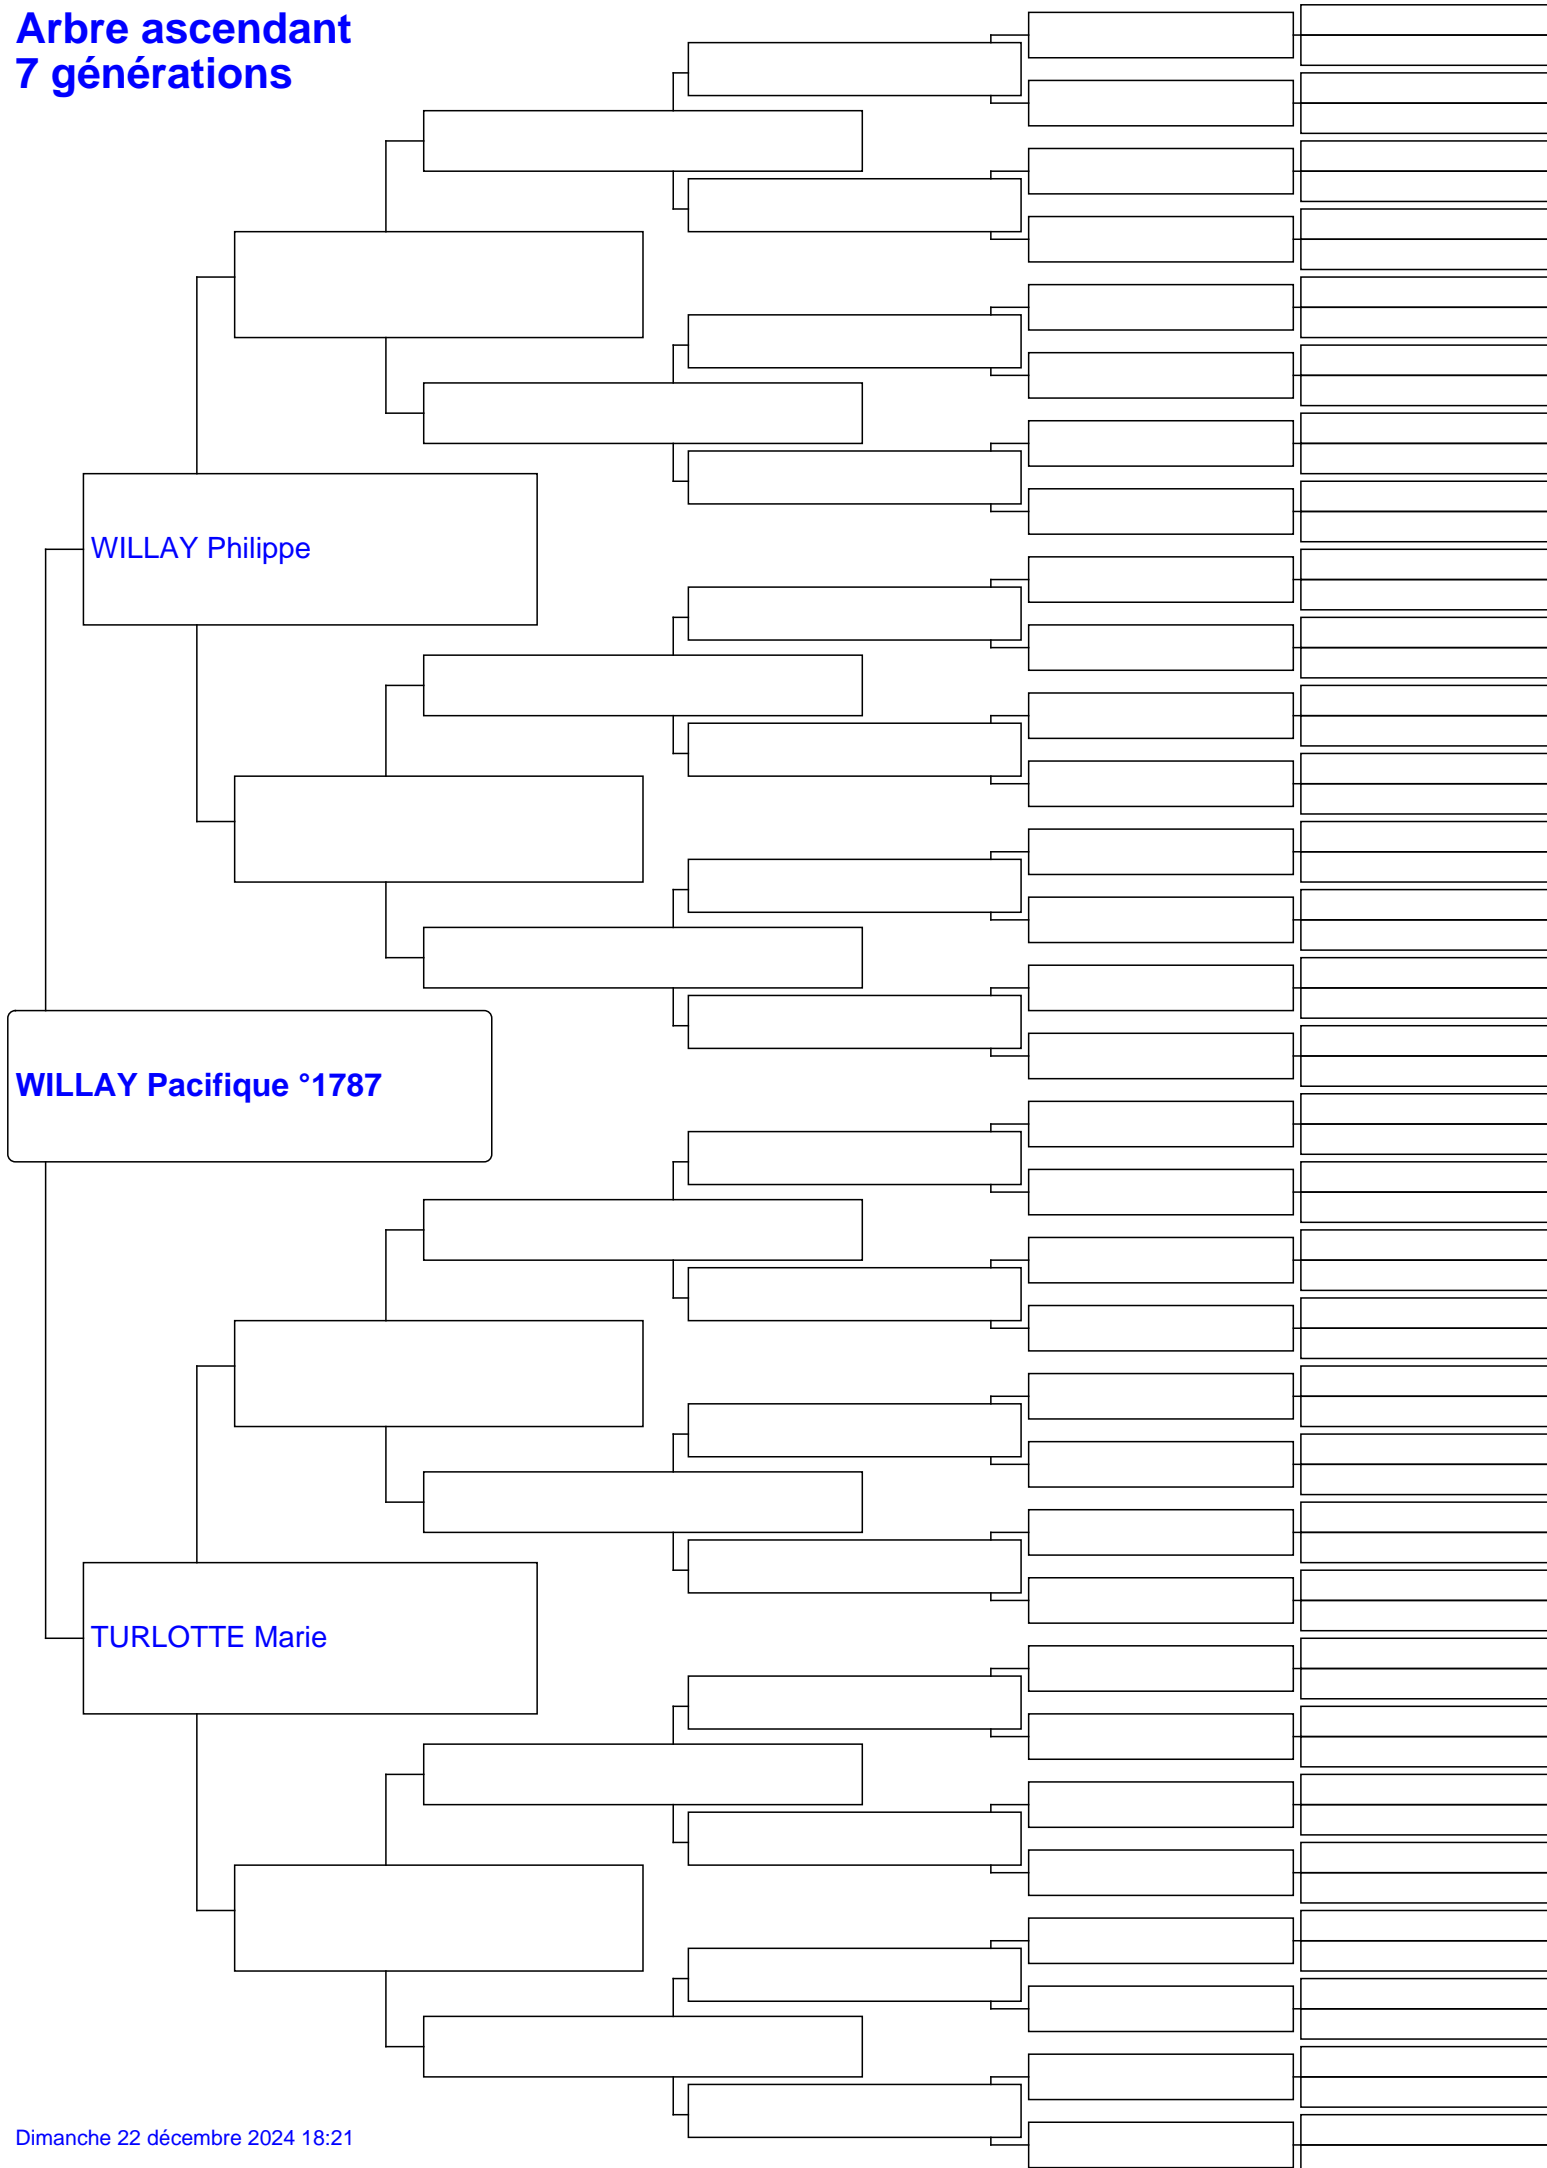 Arbre ascendant
7 générations
WILLAY Philippe
WILLAY Pacifique °1787
TURLOTTE Marie
Dimanche 22 décembre 2024 18:21